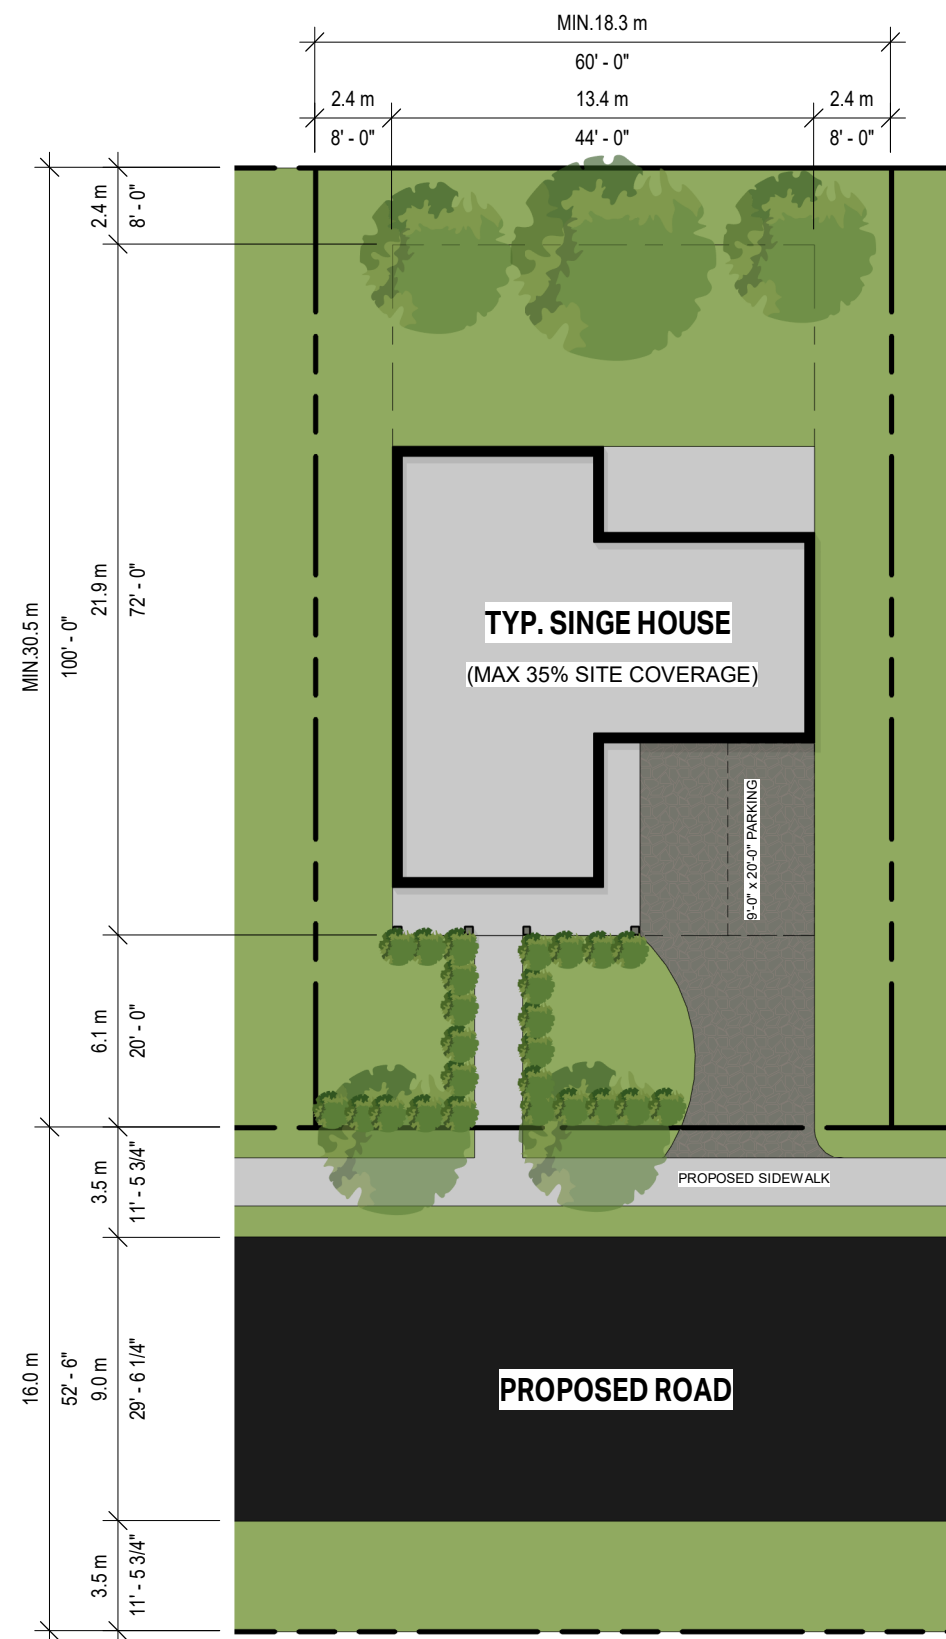 MIN.18.3 m
60' - 0"
2.4 m
13.4 m
2.4 m
8' - 0"
44' - 0"
8' - 0"
2.4 m
8' - 0"
MIN.30.5 m
100' - 0"
21.9 m
72' - 0"
TYP. SINGE HOUSE
(MAX 35% SITE COVERAGE)
9'-0" x 20'-0" PARKING
6.1 m
20' - 0"
3.5 m
11' - 5 3/4"
PROPOSED SIDEWALK
16.0 m
52' - 6"
9.0 m
29' - 6 1/4"
PROPOSED ROAD
3.5 m
11' - 5 3/4"